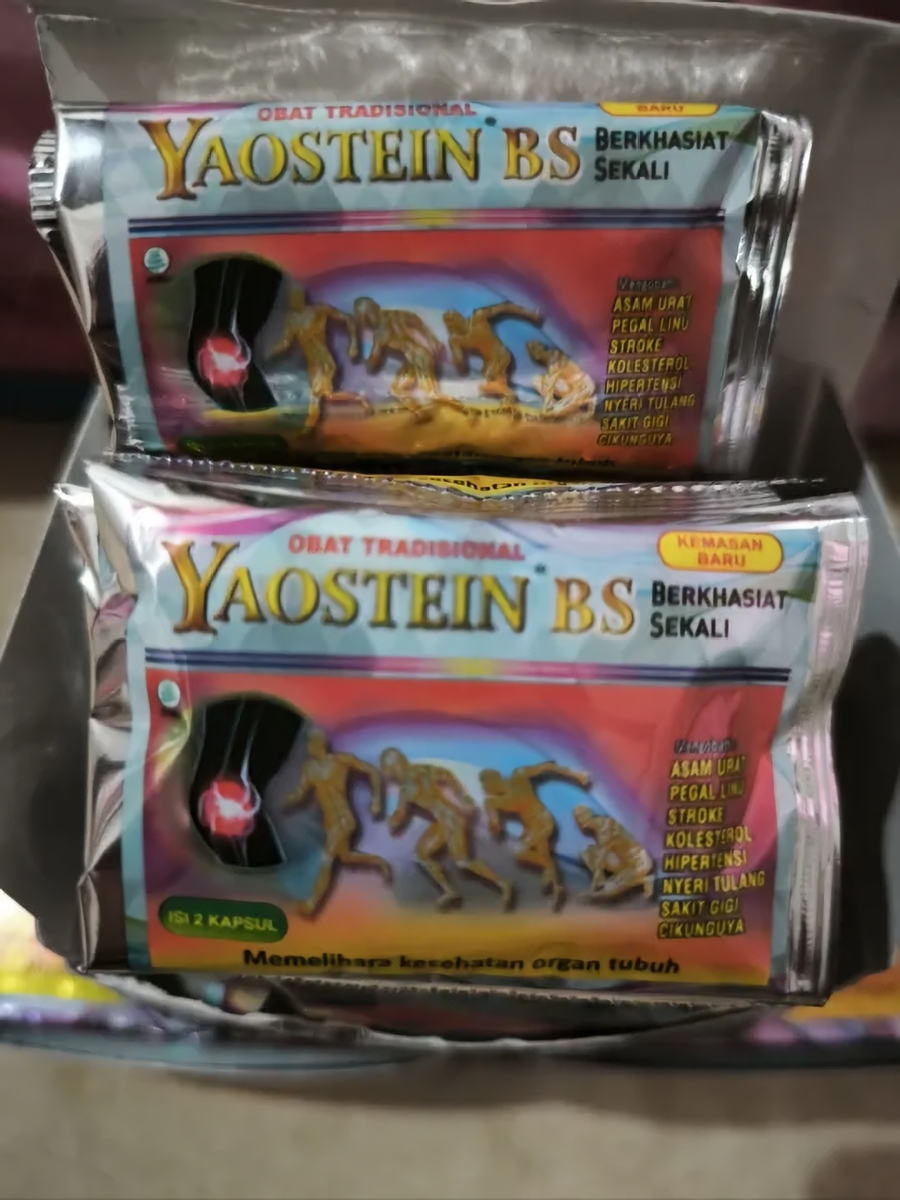 OBAT TRADISIONAL
BARU
YAOSTEIN BS
BERKHASIAT
SEKALI
Mengobati:
ASAM URAT
PEGAL LINU
STROKE
KOLESTEROL
HIPERTENSI
NYERI TULANG
SAKIT GIGI
CIKUNGUYA
OBAT TRADISIONAL
KEMASAN
BARU
YAOSTEIN BS
BERKHASIAT
SEKALI
Mengobati:
ASAM URAT
PEGAL LINU
STROKE
KOLESTEROL
HIPERTENSI
NYERI TULANG
SAKIT GIGI
CIKUNGUYA
ISI 2 KAPSUL
Memelihara kesehatan organ tubuh